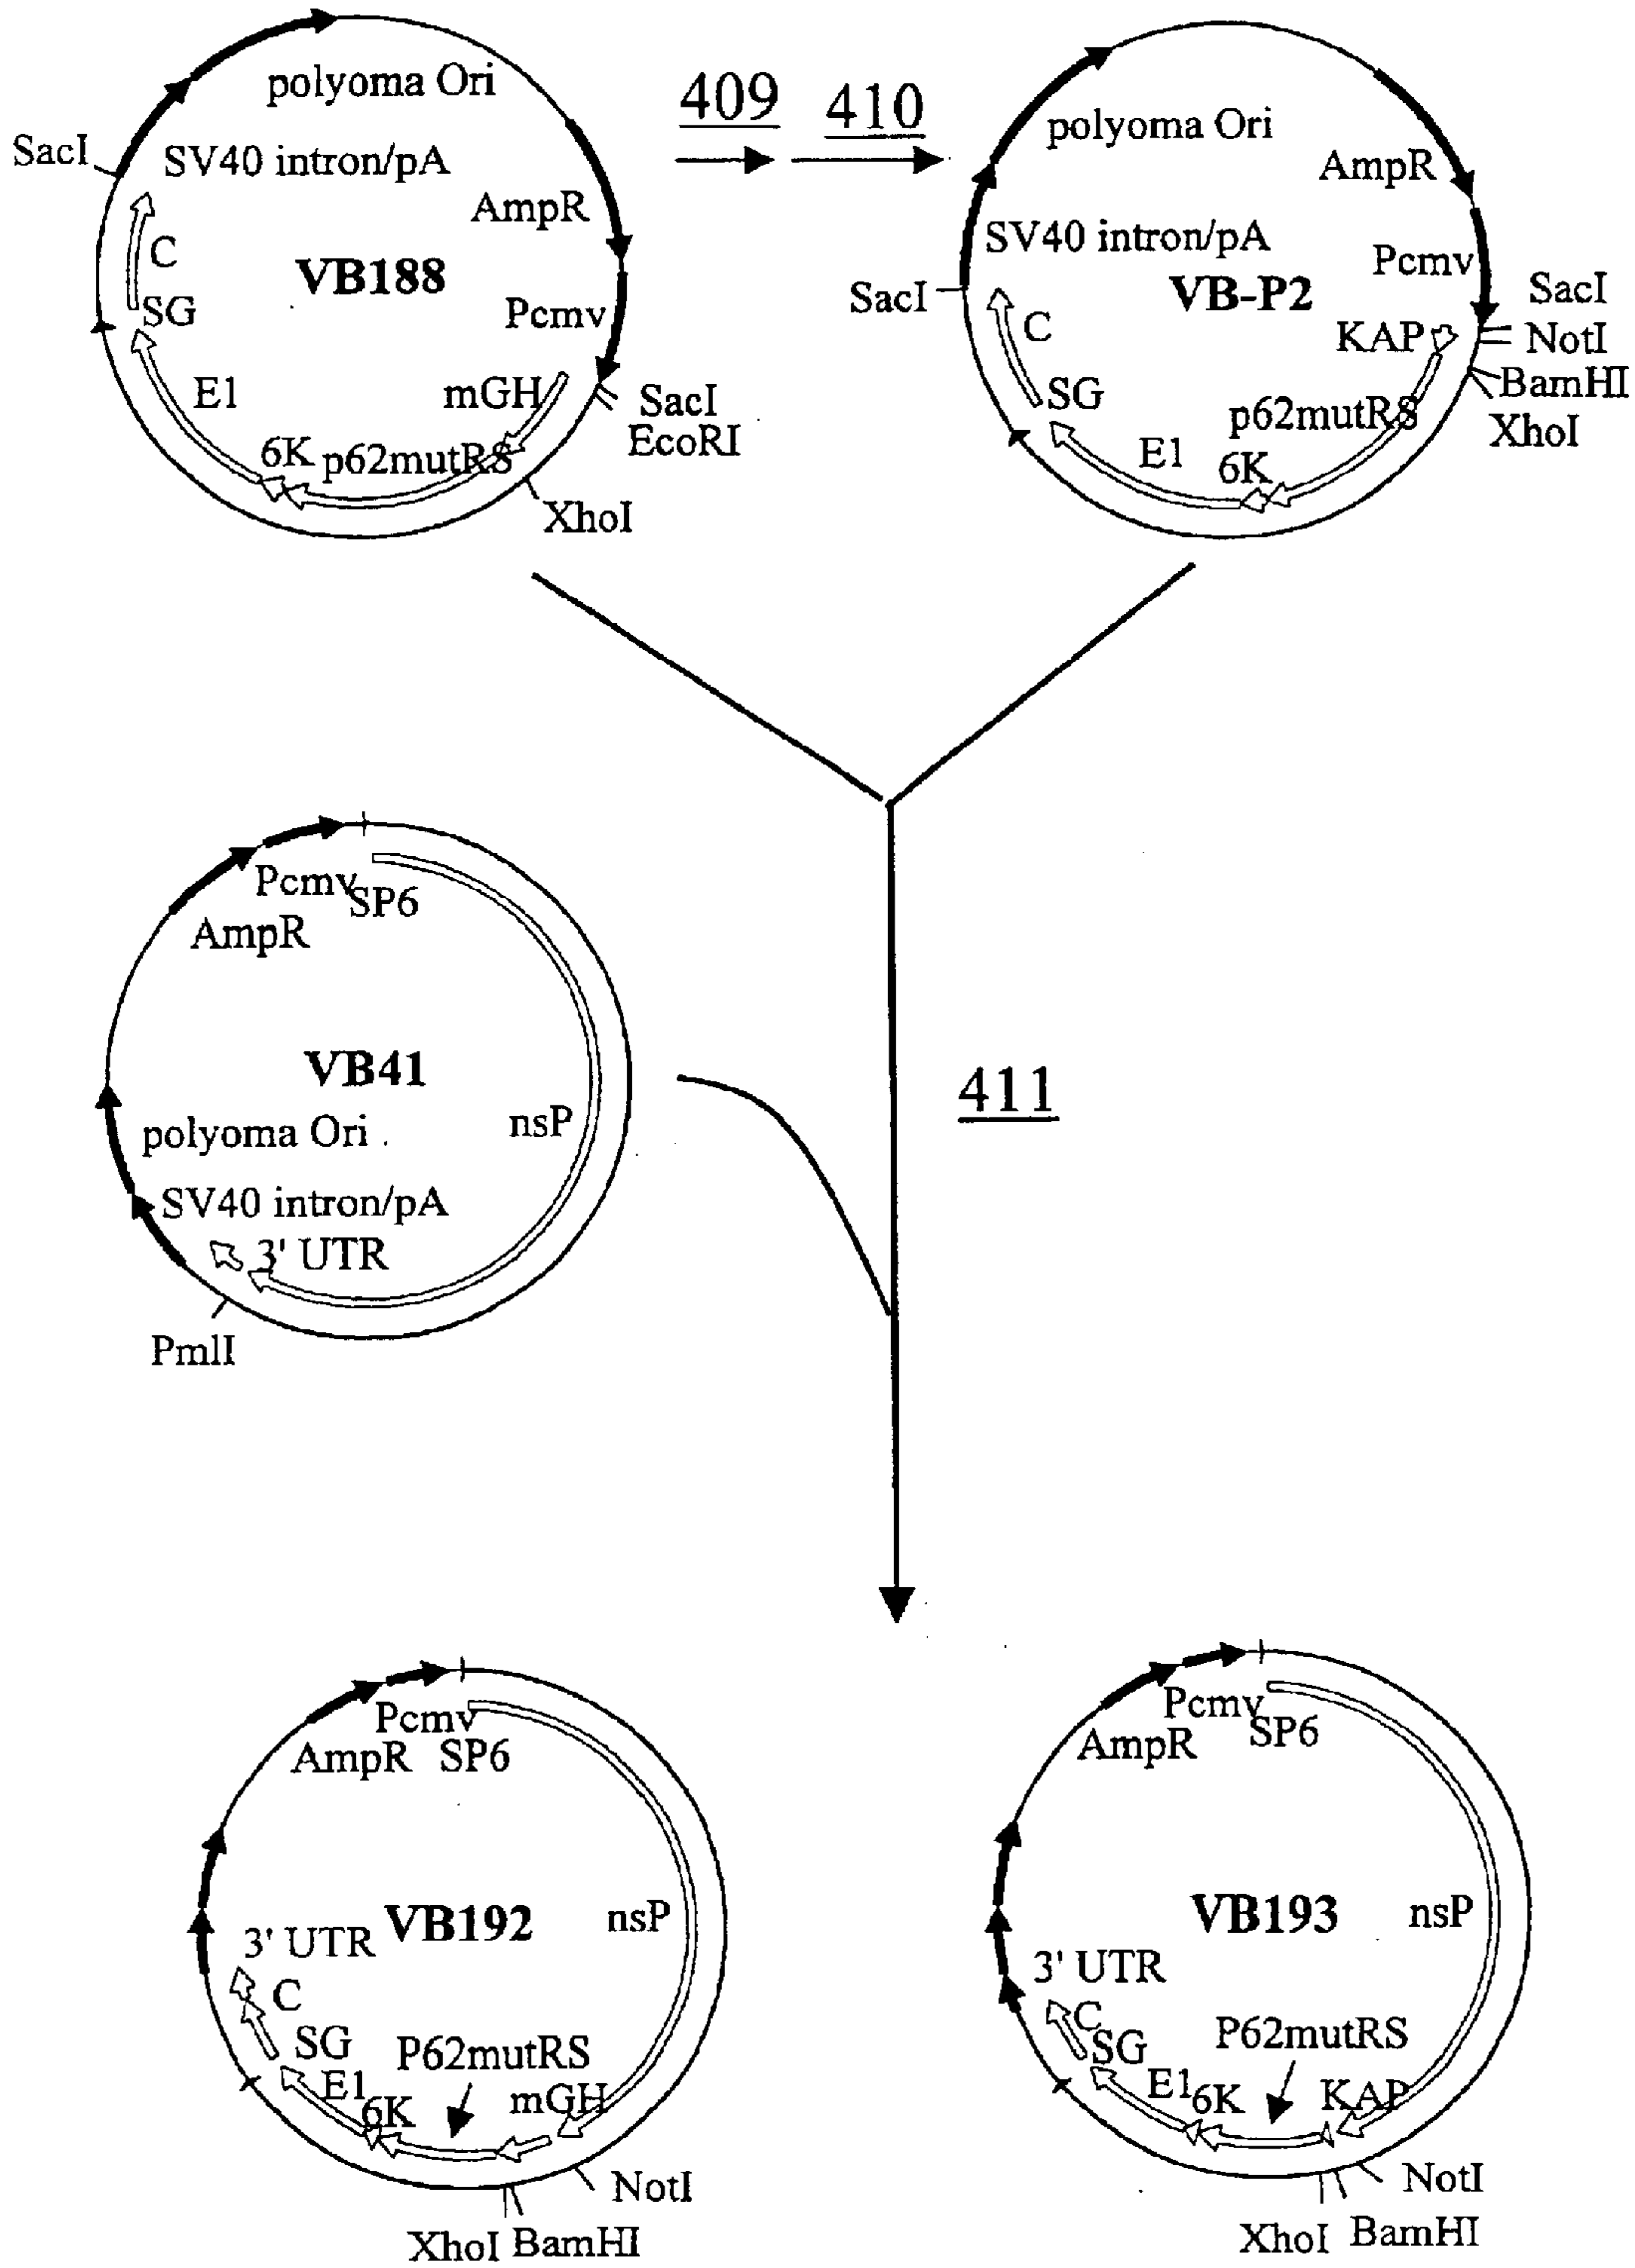 polyoma Ori
SacI
SV40 intron/pA
AmpR
C
VB188
SG
Pcmv
E1
mGH
SacI
EcoRI
6K
p62mutRS
XhoI
409
410
polyoma Ori
AmpR
SV40 intron/pA
Pcmv
SacI
VB-P2
SacI
C
KAP
NotI
SG
BamHI
p62mutRS
XhoI
E1
6K
Pcmv
SP6
AmpR
VB41
polyoma Ori
nsP
SV40 intron/pA
3' UTR
PmlI
411
Pcmv
AmpR
SP6
VB192
nsP
3' UTR
C
SG
P62mutRS
E1
6K
mGH
NotI
XhoI
BamHI
Pcmv
AmpR
SP6
VB193
nsP
3' UTR
C
SG
P62mutRS
E1
6K
KAP
NotI
XhoI
BamHI